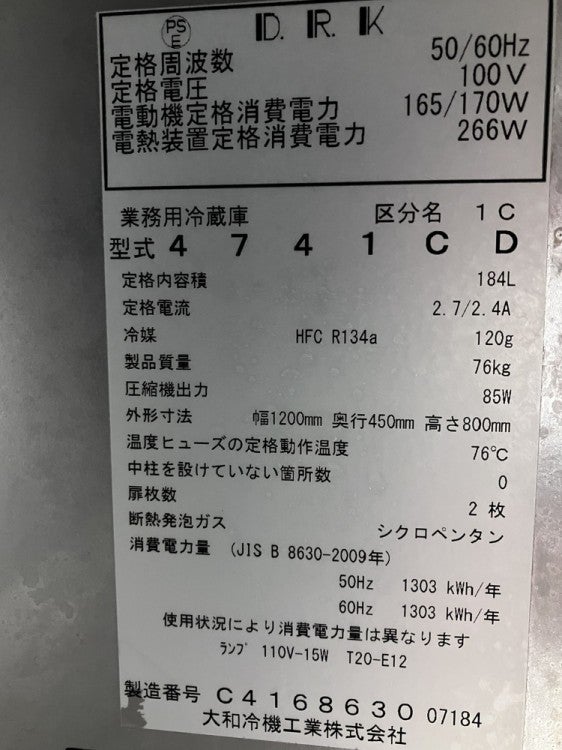 PS
E
D.R.K
定格周波数 50/60Hz
定格電圧 100V
電動機定格消費電力 165/170W
電熱装置定格消費電力 266W
業務用冷蔵庫 区分名 1C
型式 4741CD
定格内容積 184L
定格電流 2.7/2.4A
冷媒 HFC R134a 120g
製品質量 76kg
圧縮機出力 85W
外形寸法 幅1200mm 奥行450mm 高さ800mm
温度ヒューズの定格動作温度 76℃
中柱を設けていない箇所数 0
扉枚数 2 枚
断熱発泡ガス シクロペンタン
消費電力量 (JIS B 8630-2009年)
50Hz 1303 kWh/年
60Hz 1303 kWh/年
使用状況により消費電力量は異なります
ランプ 110V-15W T20-E12
製造番号 C4168630 07184
大和冷機工業株式会社